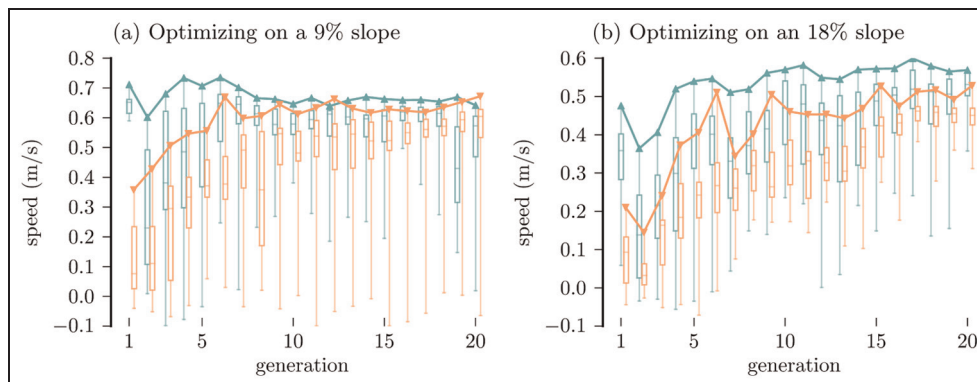 (a) Optimizing on a 9% slope
0.8
0.7
0.6
0.5
0.4
0.3
0.2
0.1
0.0
−0.1
speed (m/s)
1 5 10 15 20
generation
(b) Optimizing on an 18% slope
0.6
0.5
0.4
0.3
0.2
0.1
0.0
−0.1
speed (m/s)
1 5 10 15 20
generation